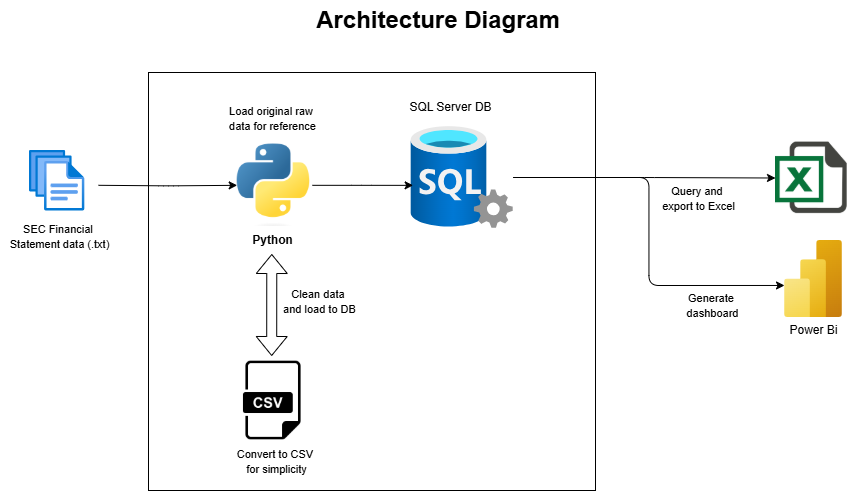 Architecture Diagram
Load original raw
data for reference
SQL Server DB
SQL
SEC Financial
Statement data (.txt)
Python
X
Query and
export to Excel
Clean data
and load to DB
Generate
dashboard
Power Bi
CSV
Convert to CSV
for simplicity